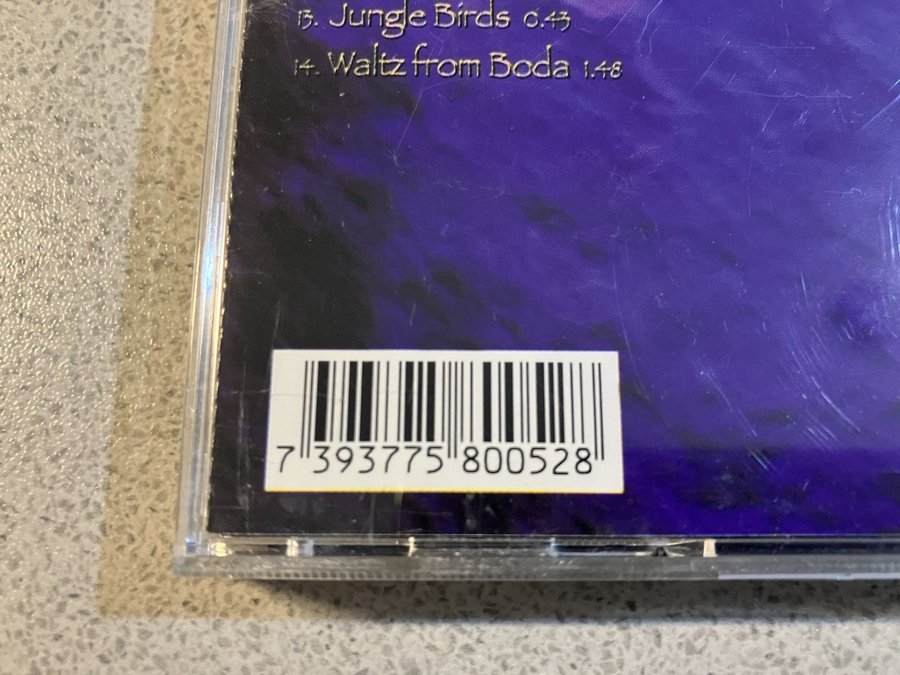 13. Jungle Birds 0.43
14. Waltz from Boda 1.48
7 393775 800528